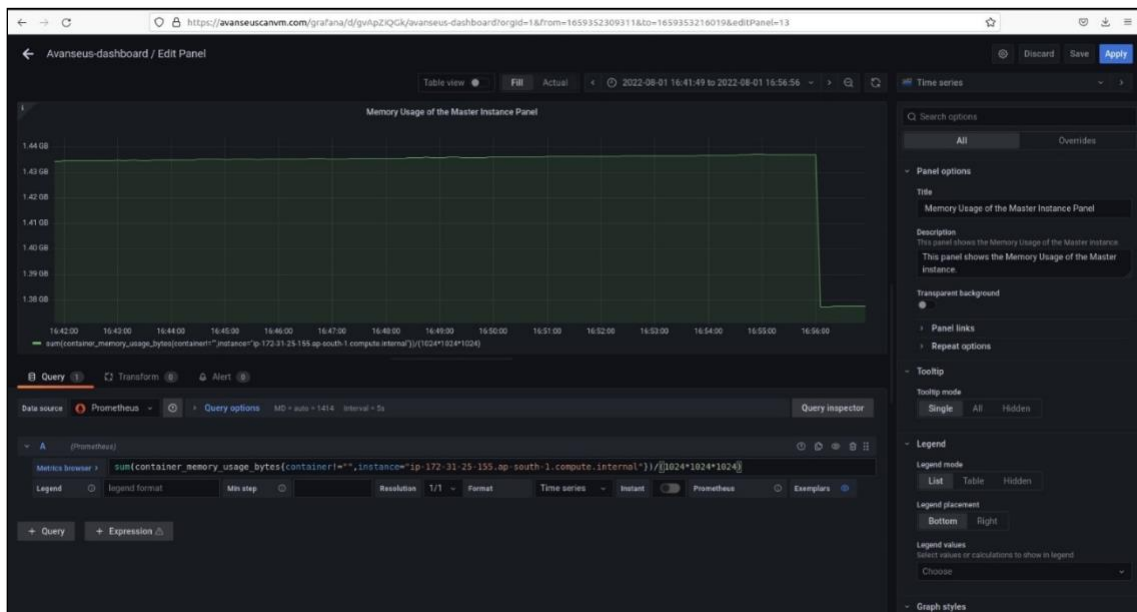 https://avanseuscanvm.com/grafana/d/gvApZiQGk/avanseus-dashboard?orgId=1&from=1659352309311&to=1659353216019&editPanel=13
Avanseus-dashboard / Edit Panel
Discard Save Apply
Table view Fill Actual 2022-08-01 16:41:49 to 2022-08-01 16:56:56
Time series
Memory Usage of the Master Instance Panel
1.44 GB
1.43 GB
1.42 GB
1.41 GB
1.40 GB
1.39 GB
1.38 GB
16:42:00 16:43:00 16:44:00 16:45:00 16:46:00 16:47:00 16:48:00 16:49:00 16:50:00 16:51:00 16:52:00 16:53:00 16:54:00 16:55:00 16:56:00
sum(container_memory_usage_bytes{container!="",instance="ip-172-31-25-155.ap-south-1.compute.internal"})/(1024*1024*1024)
Query 1 Transform 0 Alert 0
Data source Prometheus Query options MD = auto = 1414 Interval = 5s Query inspector
A (Prometheus)
Metrics browser > sum(container_memory_usage_bytes{container!="",instance="ip-172-31-25-155.ap-south-1.compute.internal"})/(1024*1024*1024)
Legend legend format Min step Resolution 1/1 Format Time series Instant Prometheus Exemplars
+ Query + Expression
Search options
All Overrides
Panel options
Title
Memory Usage of the Master Instance Panel
Description
This panel shows the Memory Usage of the Master instance.
This panel shows the Memory Usage of the Master
instance.
Transparent background
Panel links
Repeat options
Tooltip
Tooltip mode
Single All Hidden
Legend
Legend mode
List Table Hidden
Legend placement
Bottom Right
Legend values
Select values or calculations to show in legend
Choose
Graph styles